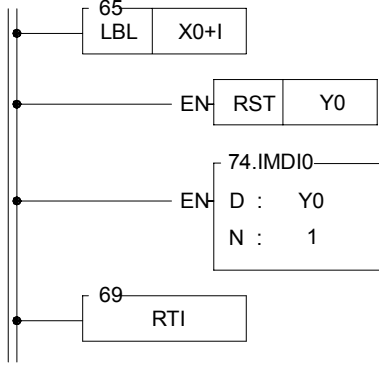 65
LBL X0+I
EN RST Y0
74.IMDI0
EN D : Y0
N : 1
69
RTI